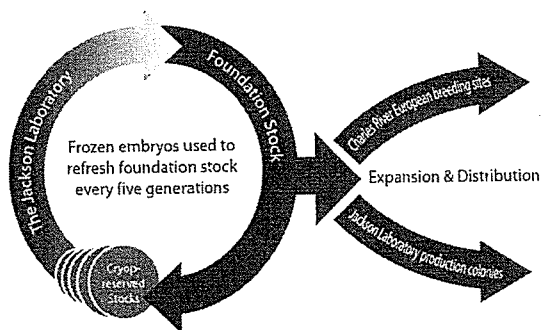 The Jackson Laboratory
Foundation Stock
Frozen embryos used to
refresh foundation stock
every five generations
Cryop-
reserved
Stocks
Charles River European breeding sites
Expansion & Distribution
Jackson Laboratory production colonies